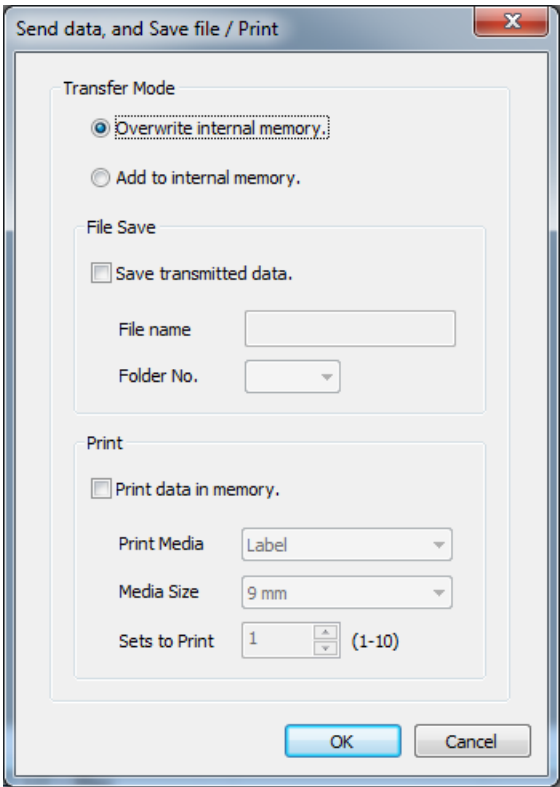 Send data, and Save file / Print
Transfer Mode
Overwrite internal memory.
Add to internal memory.
File Save
Save transmitted data.
File name
Folder No.
Print
Print data in memory.
Print Media Label
Media Size 9 mm
Sets to Print 1 (1-10)
OK Cancel